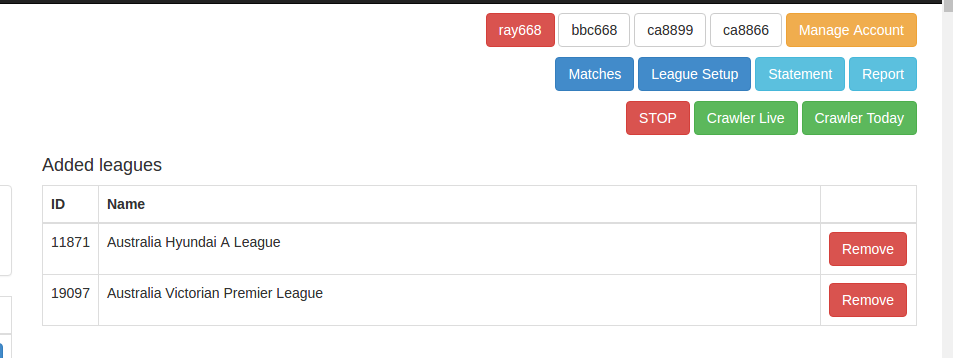 ray668 bbc668 ca8899 ca8866 Manage Account
Matches League Setup Statement Report
STOP Crawler Live Crawler Today
Added leagues
ID Name
11871 Australia Hyundai A League Remove
19097 Australia Victorian Premier League Remove